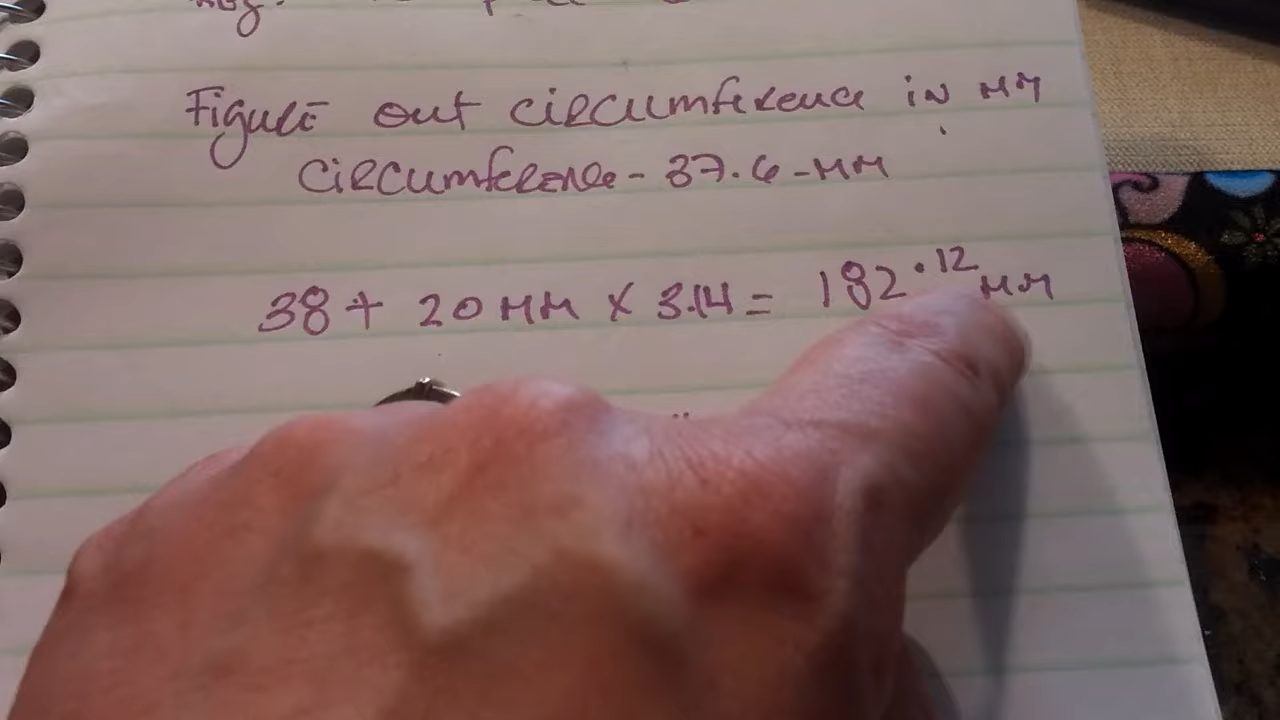 Figure out circumference in MM
Circumference - 37.6 - MM
38 + 20 MM x 3.14 = 182.12 MM